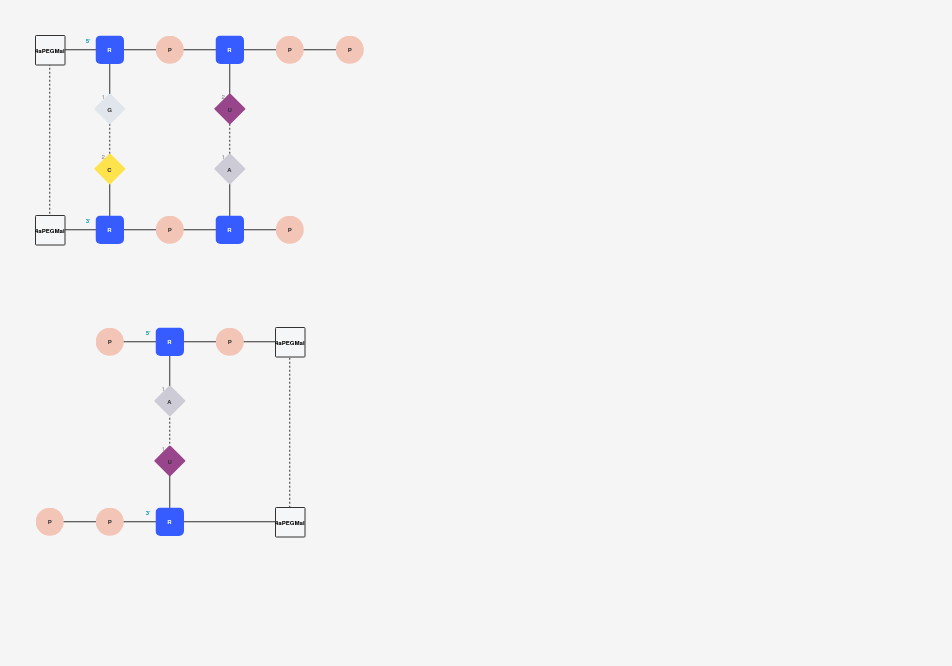 5'
4aPEGMal R P R P P
1 2
G U
2 1
C A
3'
4aPEGMal R P R P
5'
P R P 4aPEGMal
1
A
1
U
3'
P P R 4aPEGMal